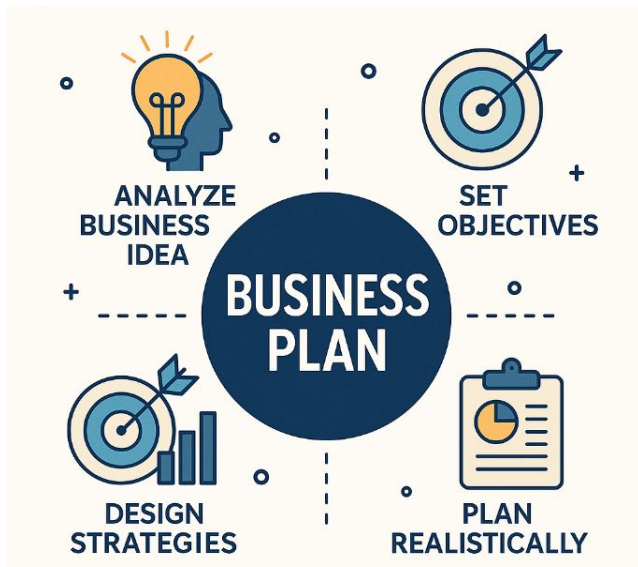 ANALYZE
BUSINESS
IDEA
SET
OBJECTIVES
BUSINESS
PLAN
DESIGN
STRATEGIES
PLAN
REALISTICALLY